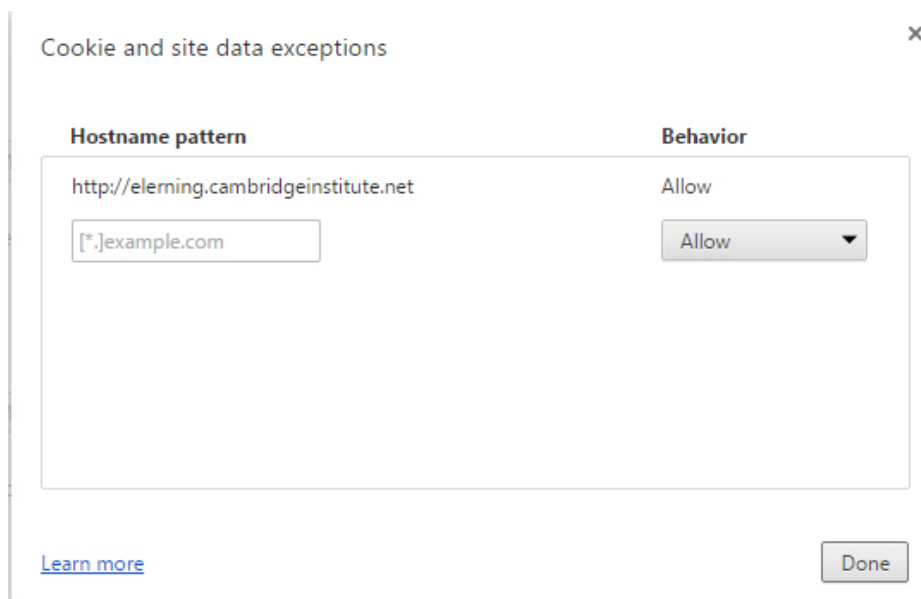 Cookie and site data exceptions
Hostname pattern Behavior
http://elerning.cambridgeinstitute.net Allow
[*.]example.com Allow
Learn more Done